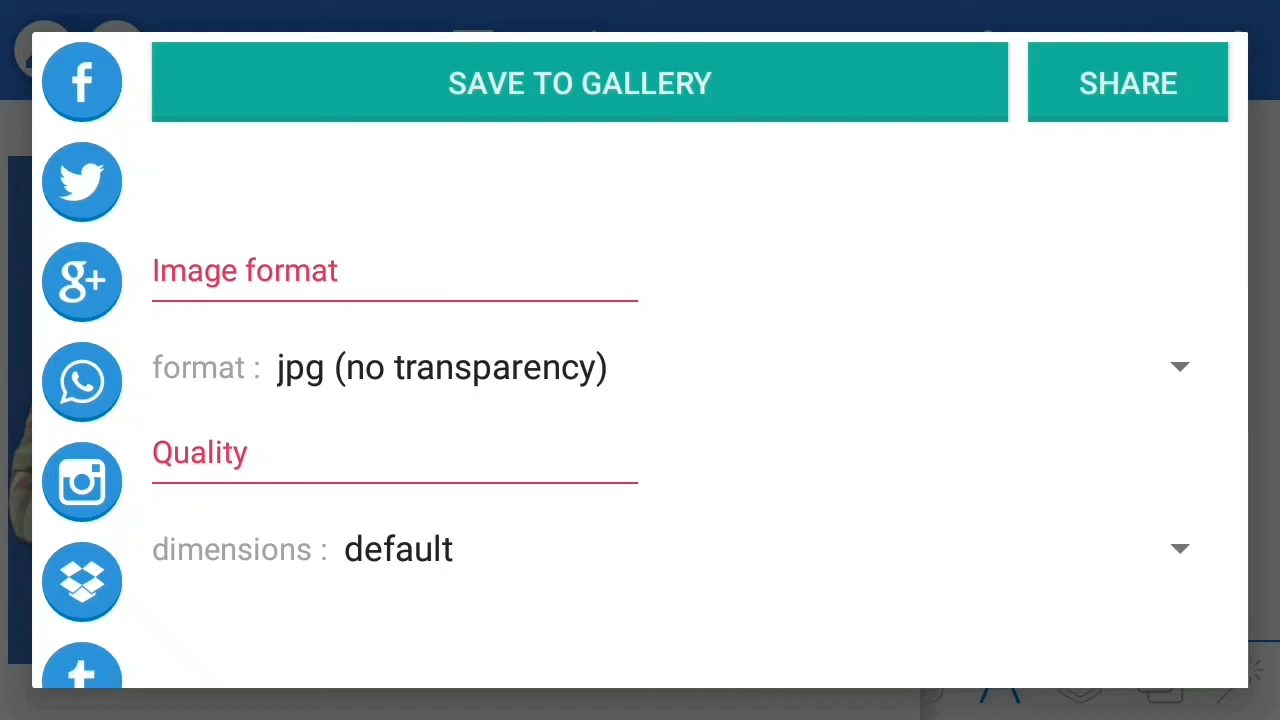 SAVE TO GALLERY
SHARE
Image format
format : jpg (no transparency)
Quality
dimensions : default